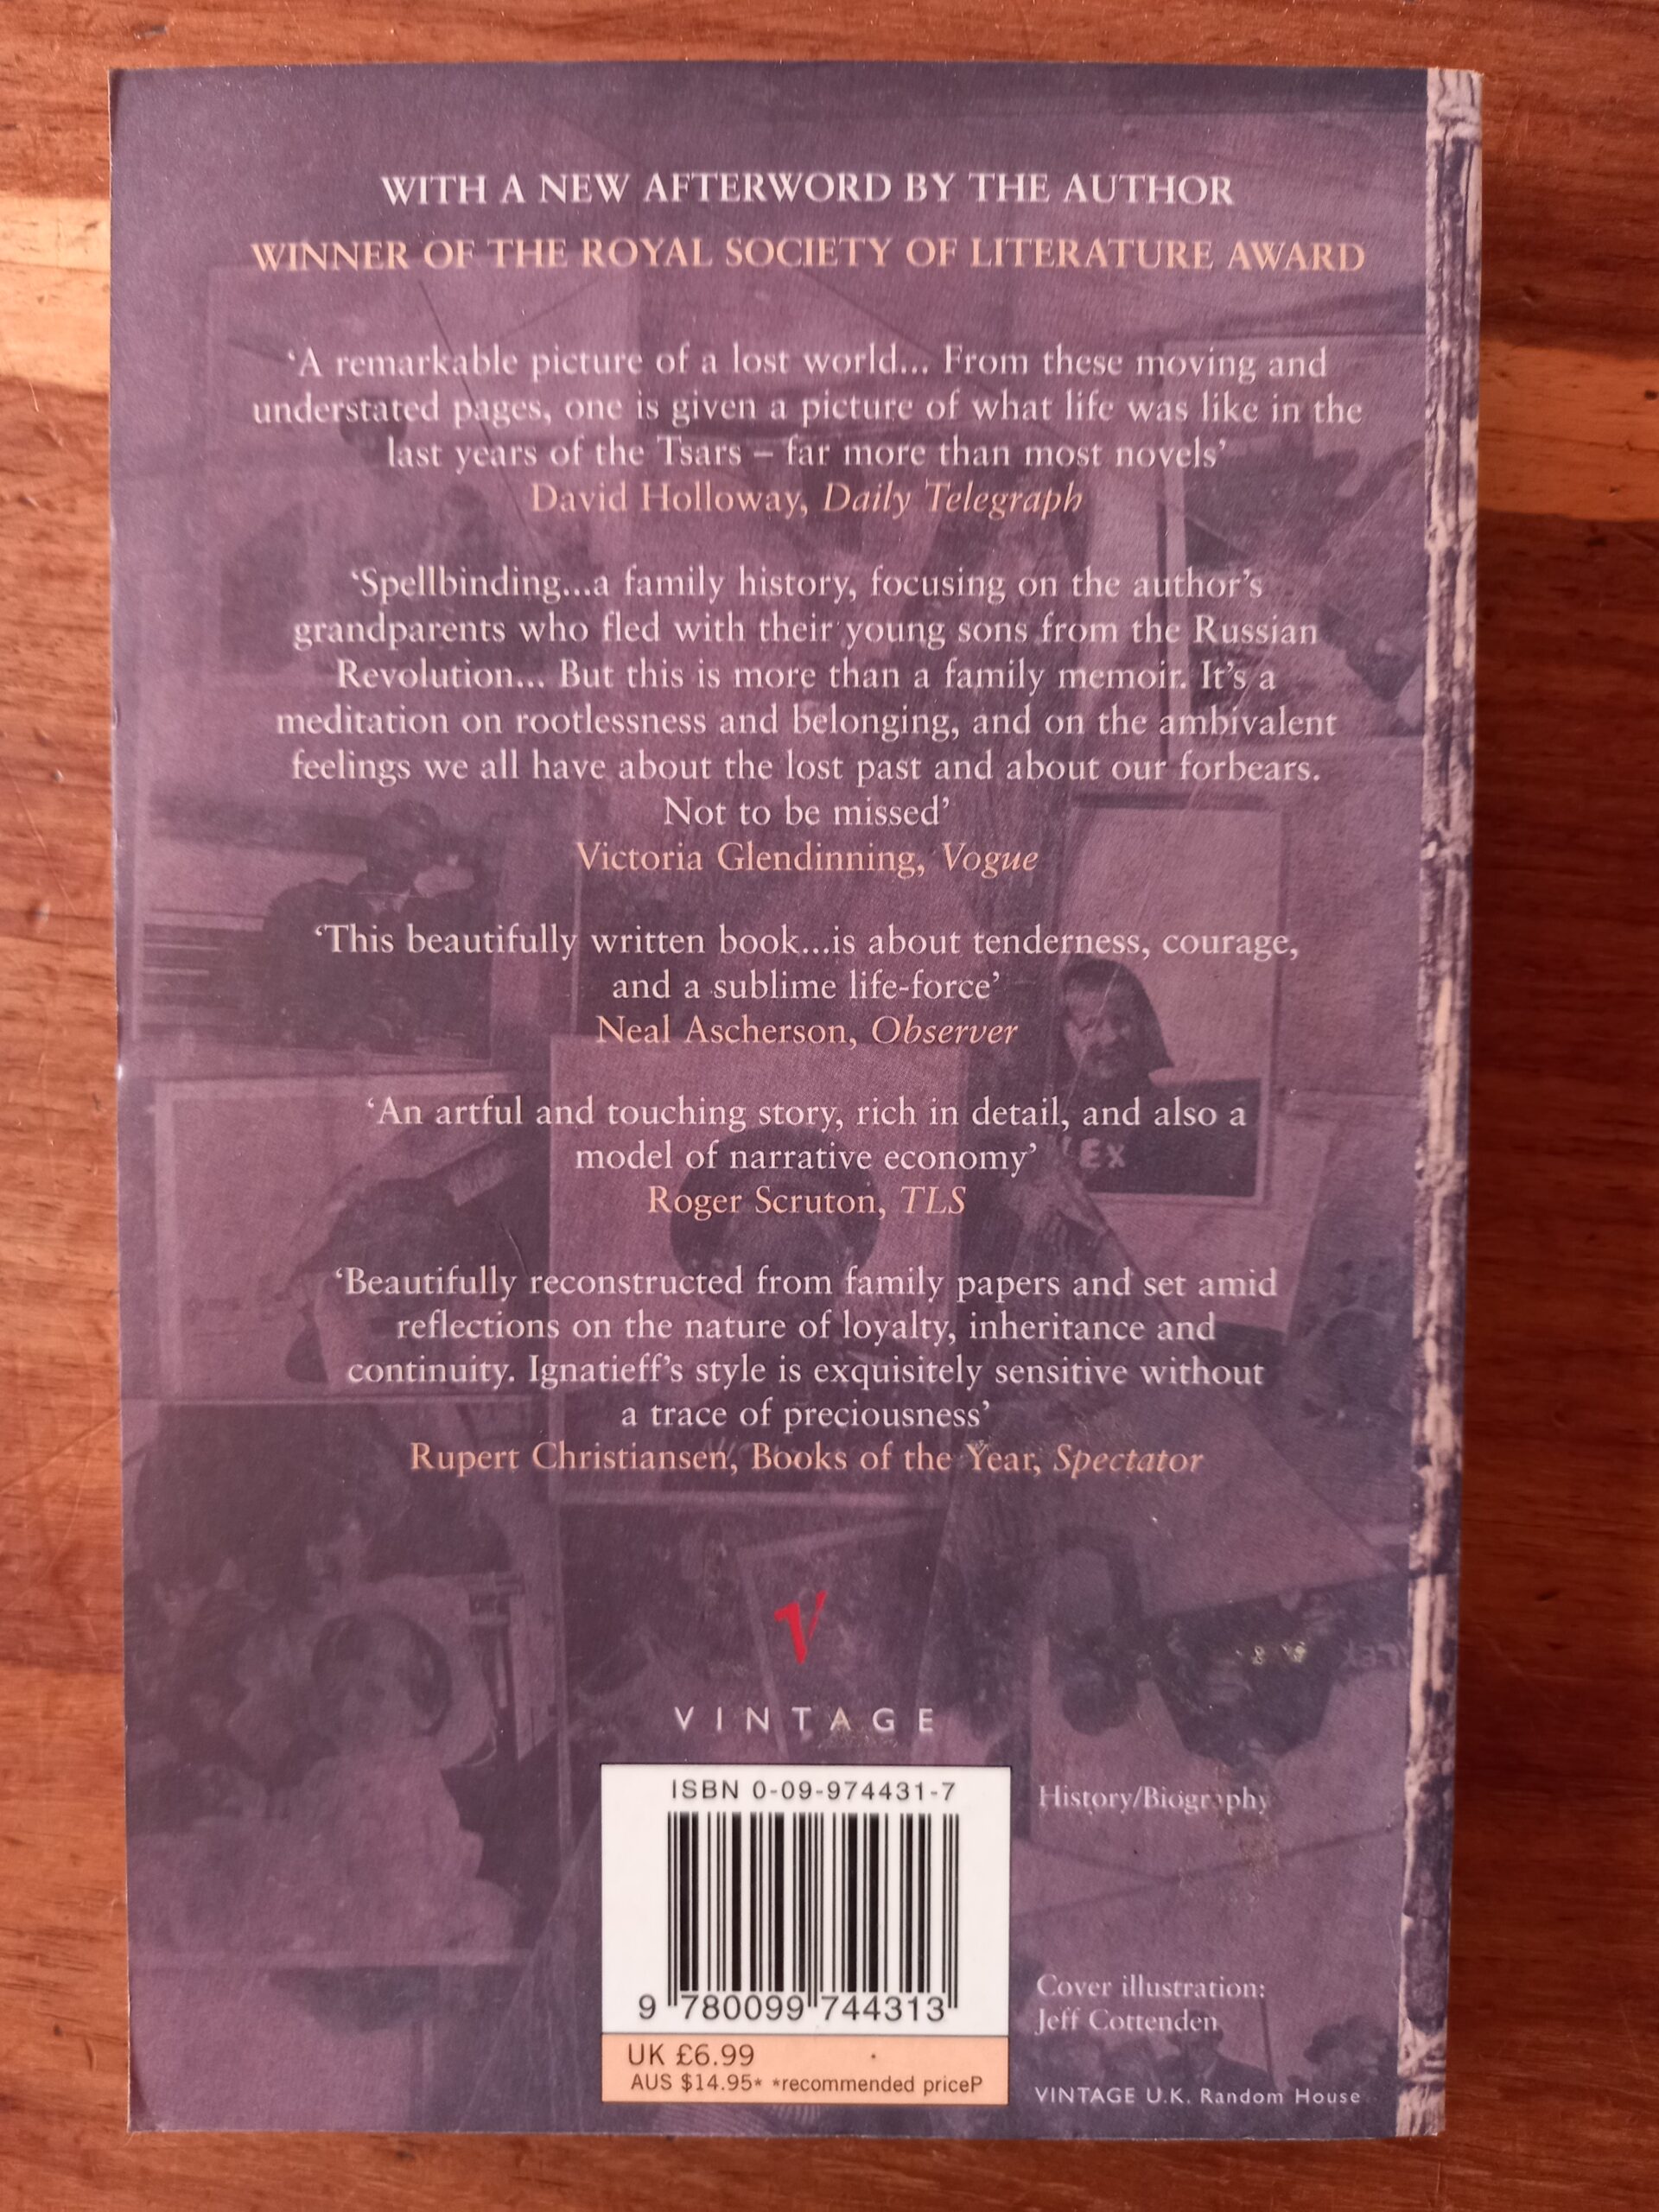 WITH A NEW AFTERWORD BY THE AUTHOR
WINNER OF THE ROYAL SOCIETY OF LITERATURE AWARD
‘A remarkable picture of a lost world... From these moving and
understated pages, one is given a picture of what life was like in the
last years of the Tsars – far more than most novels’
David Holloway, Daily Telegraph
‘Spellbinding...a family history, focusing on the author’s
grandparents who fled with their young sons from the Russian
Revolution... But this is more than a family memoir. It’s a
meditation on rootlessness and belonging, and on the ambivalent
feelings we all have about the lost past and about our forbears.
Not to be missed’
Victoria Glendinning, Vogue
‘This beautifully written book...is about tenderness, courage,
and a sublime life-force’
Neal Ascherson, Observer
‘An artful and touching story, rich in detail, and also a
model of narrative economy’
Roger Scruton, TLS
‘Beautifully reconstructed from family papers and set amid
reflections on the nature of loyalty, inheritance and
continuity. Ignatieff’s style is exquisitely sensitive without
a trace of preciousness’
Rupert Christiansen, Books of the Year, Spectator
V
VINTAGE
ISBN 0-09-974431-7
9 780099 744313
UK £6.99
AUS $14.95* *recommended priceP
History/Biography
Cover illustration:
Jeff Cottenden
VINTAGE U.K. Random House